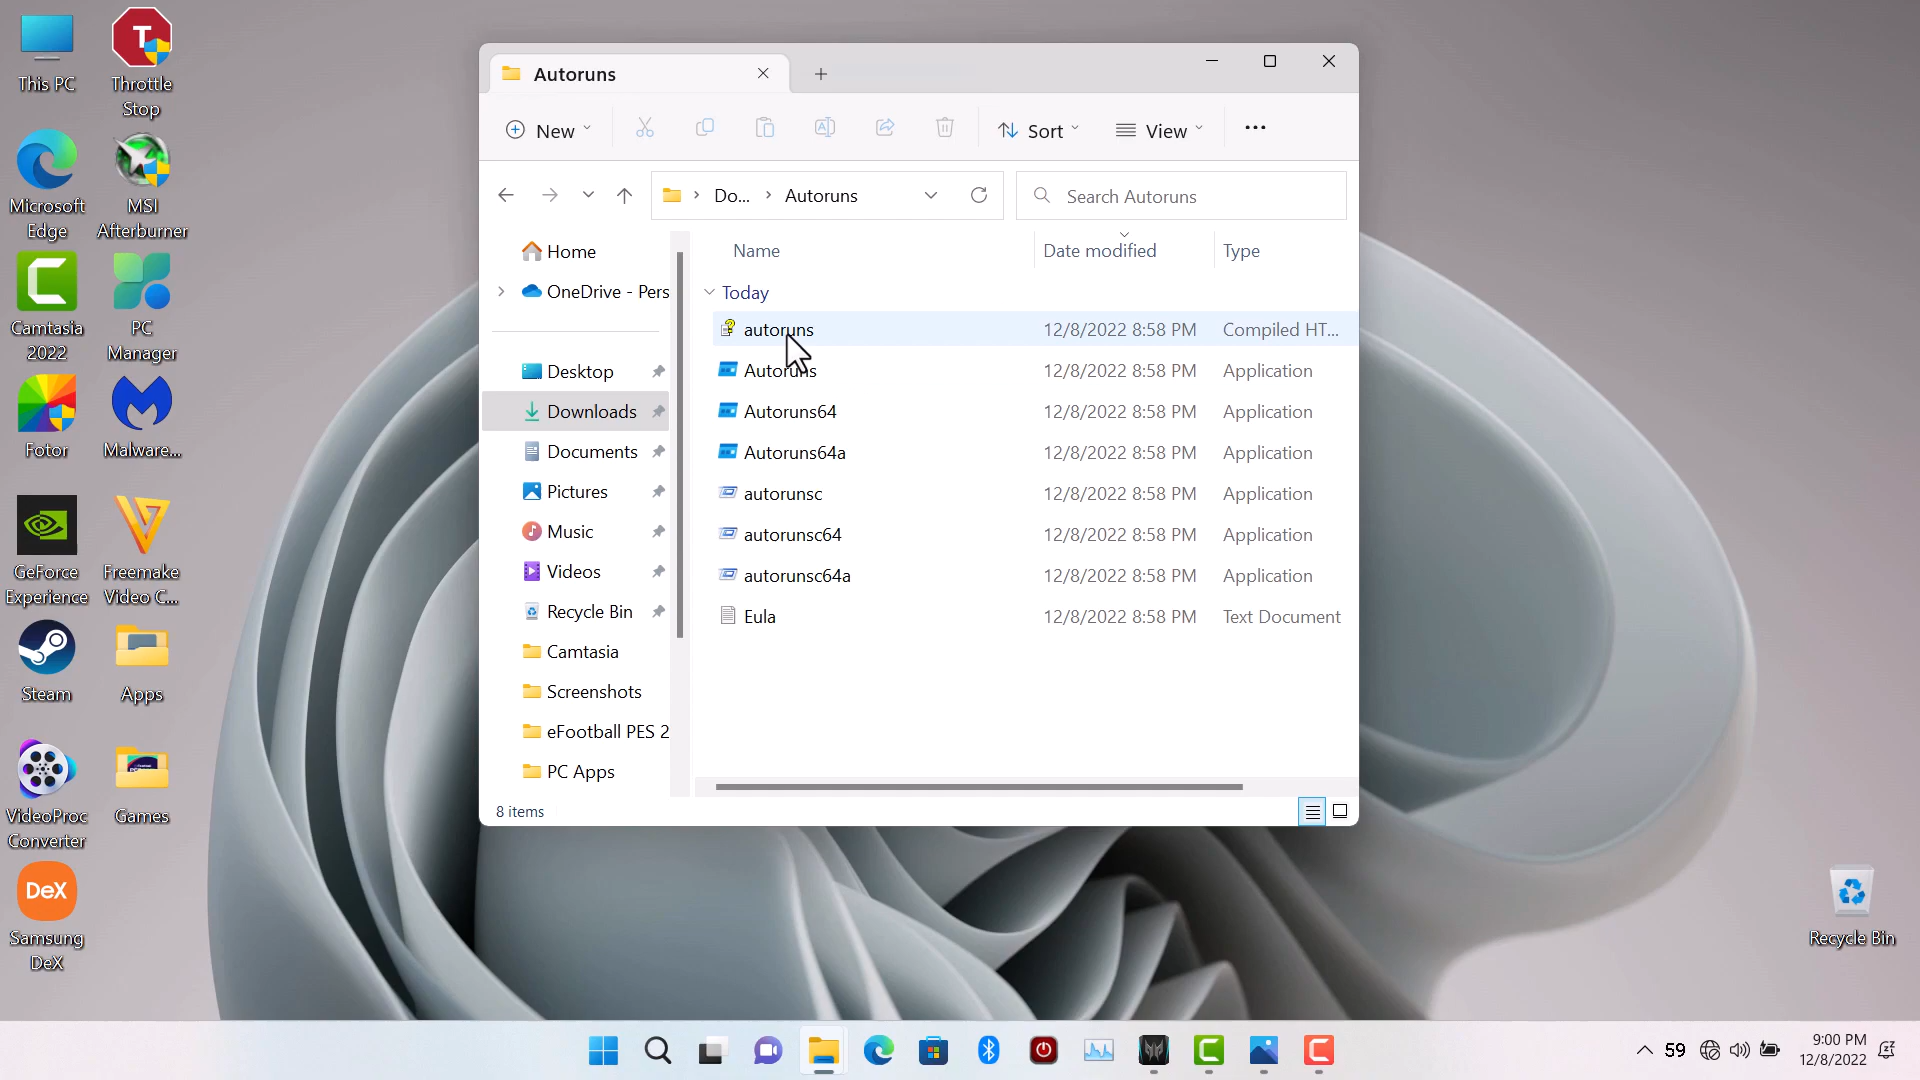 This PC
Throttle
Stop
Microsoft
Edge
MSI
Afterburner
Camtasia
2022
PC
Manager
Fotor
Malware...
GeForce
Experience
Freemake
Video C...
Steam
Apps
VideoProc
Converter
Games
DeX
Samsung
DeX
Autoruns
New
Sort
View
Do...
Autoruns
Search Autoruns
Home
OneDrive - Pers
Desktop
Downloads
Documents
Pictures
Music
Videos
Recycle Bin
Camtasia
Screenshots
eFootball PES 2
PC Apps
Name Date modified Type
Today
autoruns 12/8/2022 8:58 PM Compiled HT...
Autoruns 12/8/2022 8:58 PM Application
Autoruns64 12/8/2022 8:58 PM Application
Autoruns64a 12/8/2022 8:58 PM Application
autorunsc 12/8/2022 8:58 PM Application
autorunsc64 12/8/2022 8:58 PM Application
autorunsc64a 12/8/2022 8:58 PM Application
Eula 12/8/2022 8:58 PM Text Document
8 items
Recycle Bin
59
9:00 PM
12/8/2022